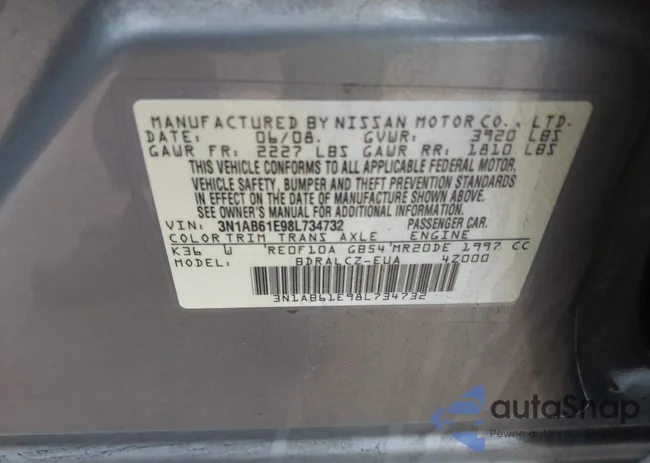 MANUFACTURED BY NISSAN MOTOR CO., LTD.
DATE: 06/08. GVWR: 3920 LBS
GAWR FR: 2227 LBS GAWR RR: 1810 LBS
THIS VEHICLE CONFORMS TO ALL APPLICABLE FEDERAL MOTOR
VEHICLE SAFETY, BUMPER AND THEFT PREVENTION STANDARDS
IN EFFECT ON THE DATE OF MANUFACTURE SHOWN ABOVE.
SEE OWNER'S MANUAL FOR ADDITIONAL INFORMATION
VIN: 3N1AB61E98L734732 PASSENGER CAR.
COLOR TRIM TRANS AXLE ENGINE
K36 W RE0F10A GB54 MR20DE 1997 CC
MODEL: BDRALCZ-EUA 4Z000
3N1AB61E98L734732
autoSnap
Pewne auto z